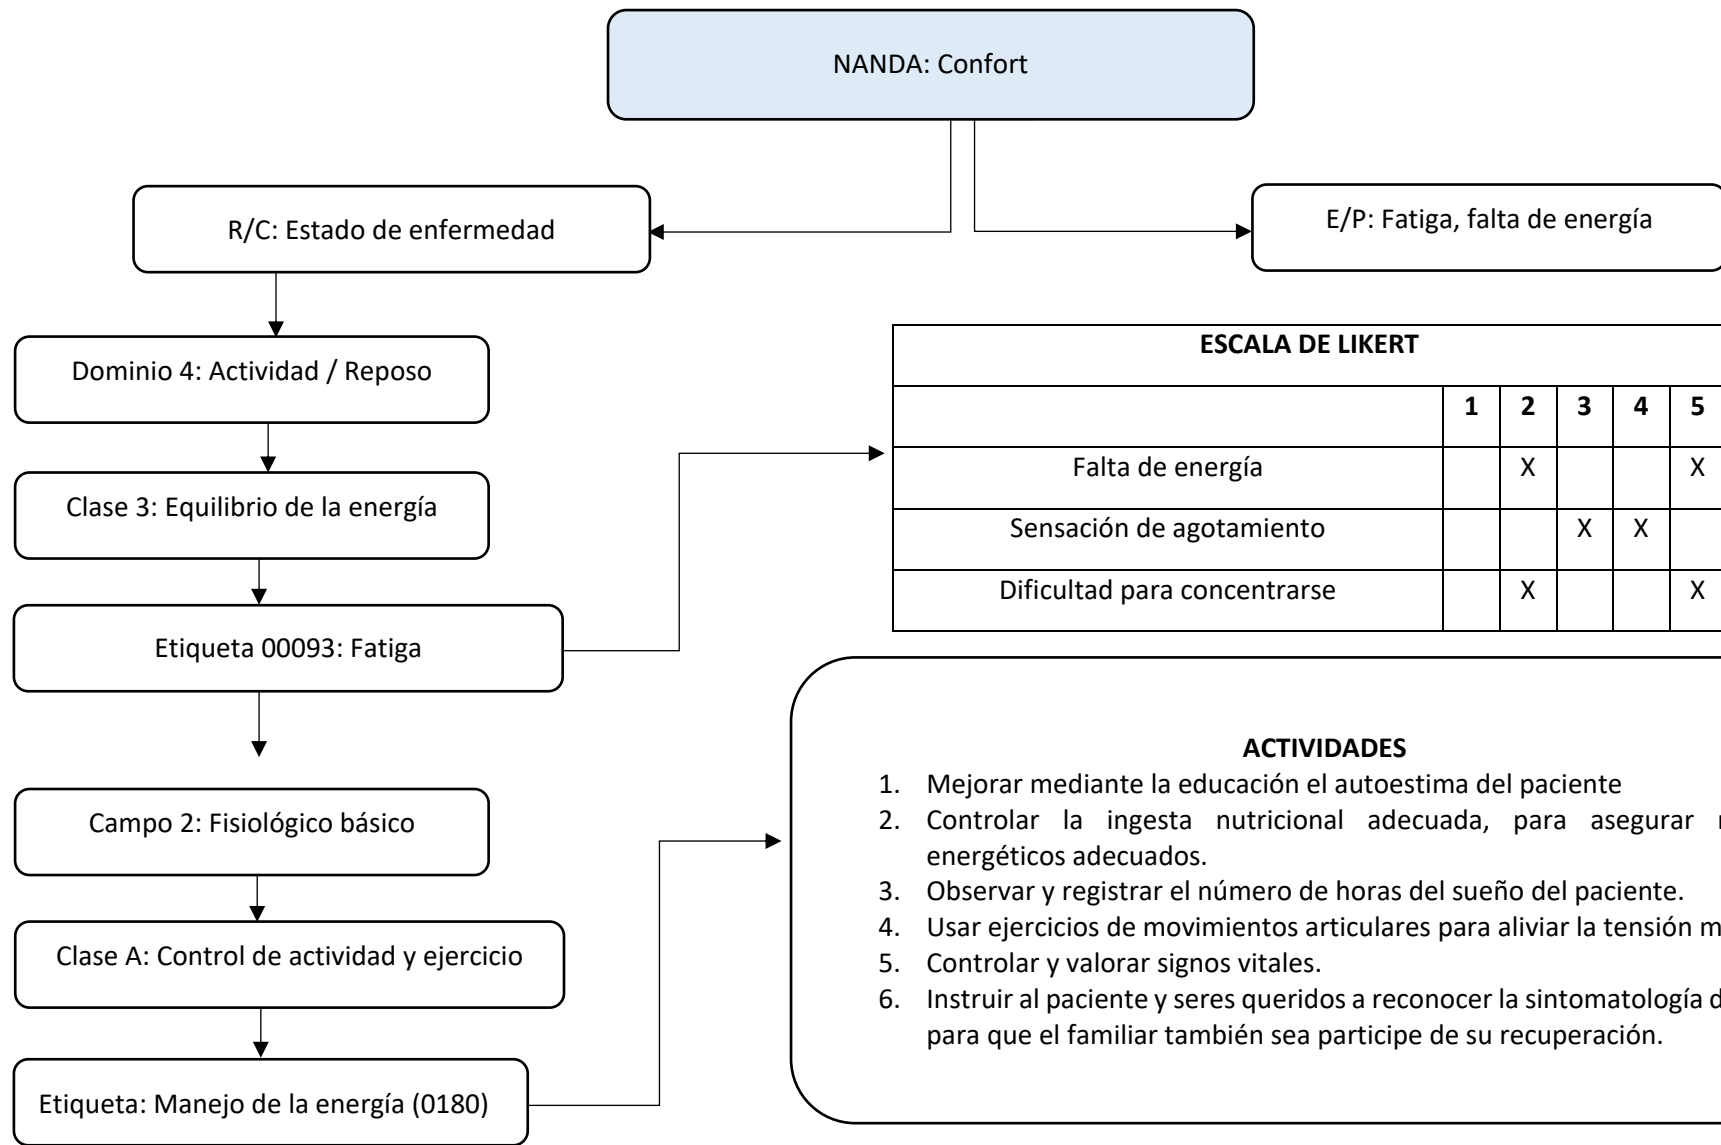 NANDA: Confort
R/C: Estado de enfermedad
E/P: Fatiga, falta de energía
Dominio 4: Actividad / Reposo
Clase 3: Equilibrio de la energía
Etiqueta 00093: Fatiga
ESCALA DE LIKERT
1 2 3 4 5
Falta de energía X X
Sensación de agotamiento X X
Dificultad para concentrarse X X
Campo 2: Fisiológico básico
Clase A: Control de actividad y ejercicio
Etiqueta: Manejo de la energía (0180)
ACTIVIDADES
1. Mejorar mediante la educación el autoestima del paciente
2. Controlar la ingesta nutricional adecuada, para asegurar
energéticos adecuados.
3. Observar y registrar el número de horas del sueño del paciente.
4. Usar ejercicios de movimientos articulares para aliviar la tensión
5. Controlar y valorar signos vitales.
6. Instruir al paciente y seres queridos a reconocer la sintomatología
para que el familiar también sea participe de su recuperación.